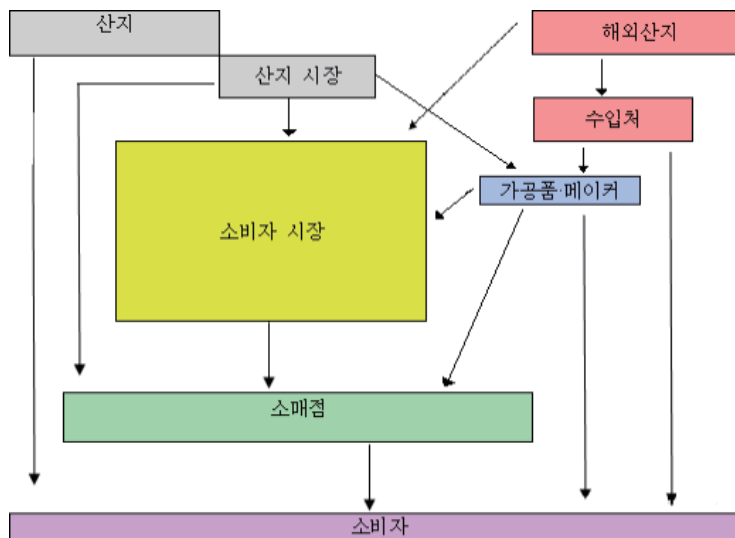 산지
해외산지
산지 시장
수입처
가공품·메이커
소비자 시장
소매점
소비자